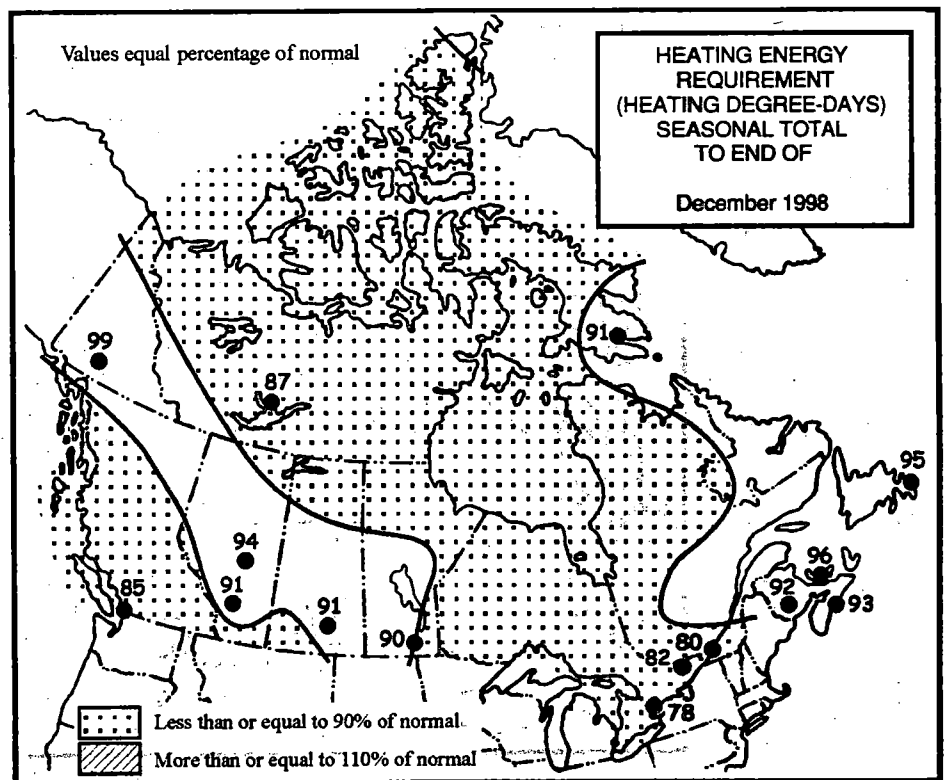 Values equal percentage of normal
HEATING ENERGY
REQUIREMENT
(HEATING DEGREE-DAYS)
SEASONAL TOTAL
TO END OF
December 1998
99
91
87
95
94
96
85
91
91
92
93
90
80
82
78
Less than or equal to 90% of normal
More than or equal to 110% of normal